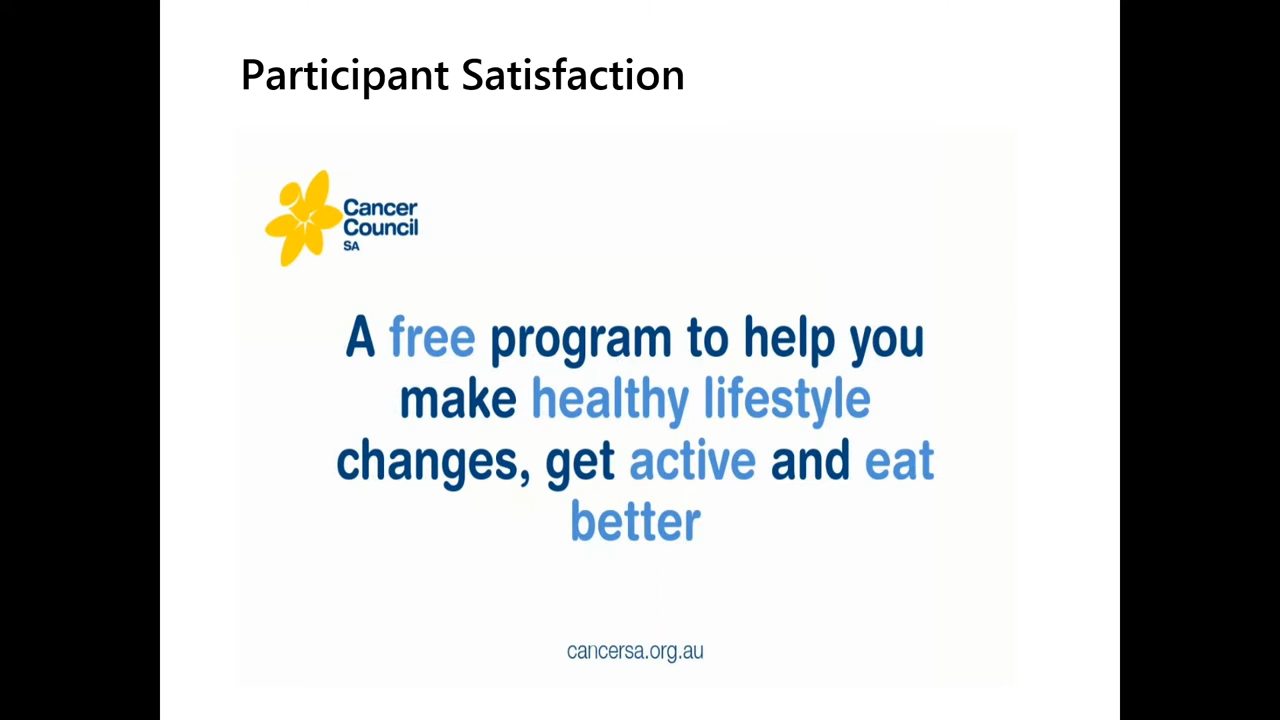 Participant Satisfaction
Cancer
Council
SA
A free program to help you
make healthy lifestyle
changes, get active and eat
better
cancersa.org.au